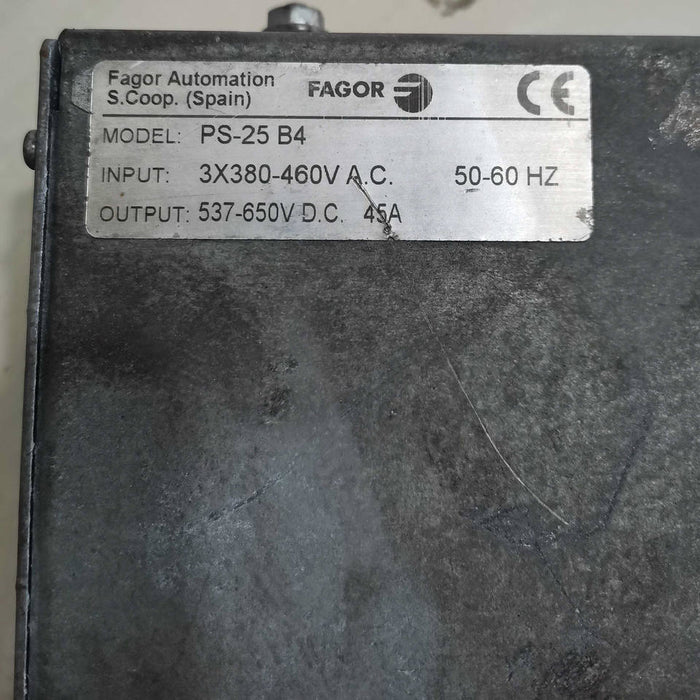 Fagor Automation
S.Coop. (Spain)
FAGOR
CE
MODEL: PS-25 B4
INPUT: 3X380-460V A.C. 50-60 HZ
OUTPUT: 537-650V D.C. 45A